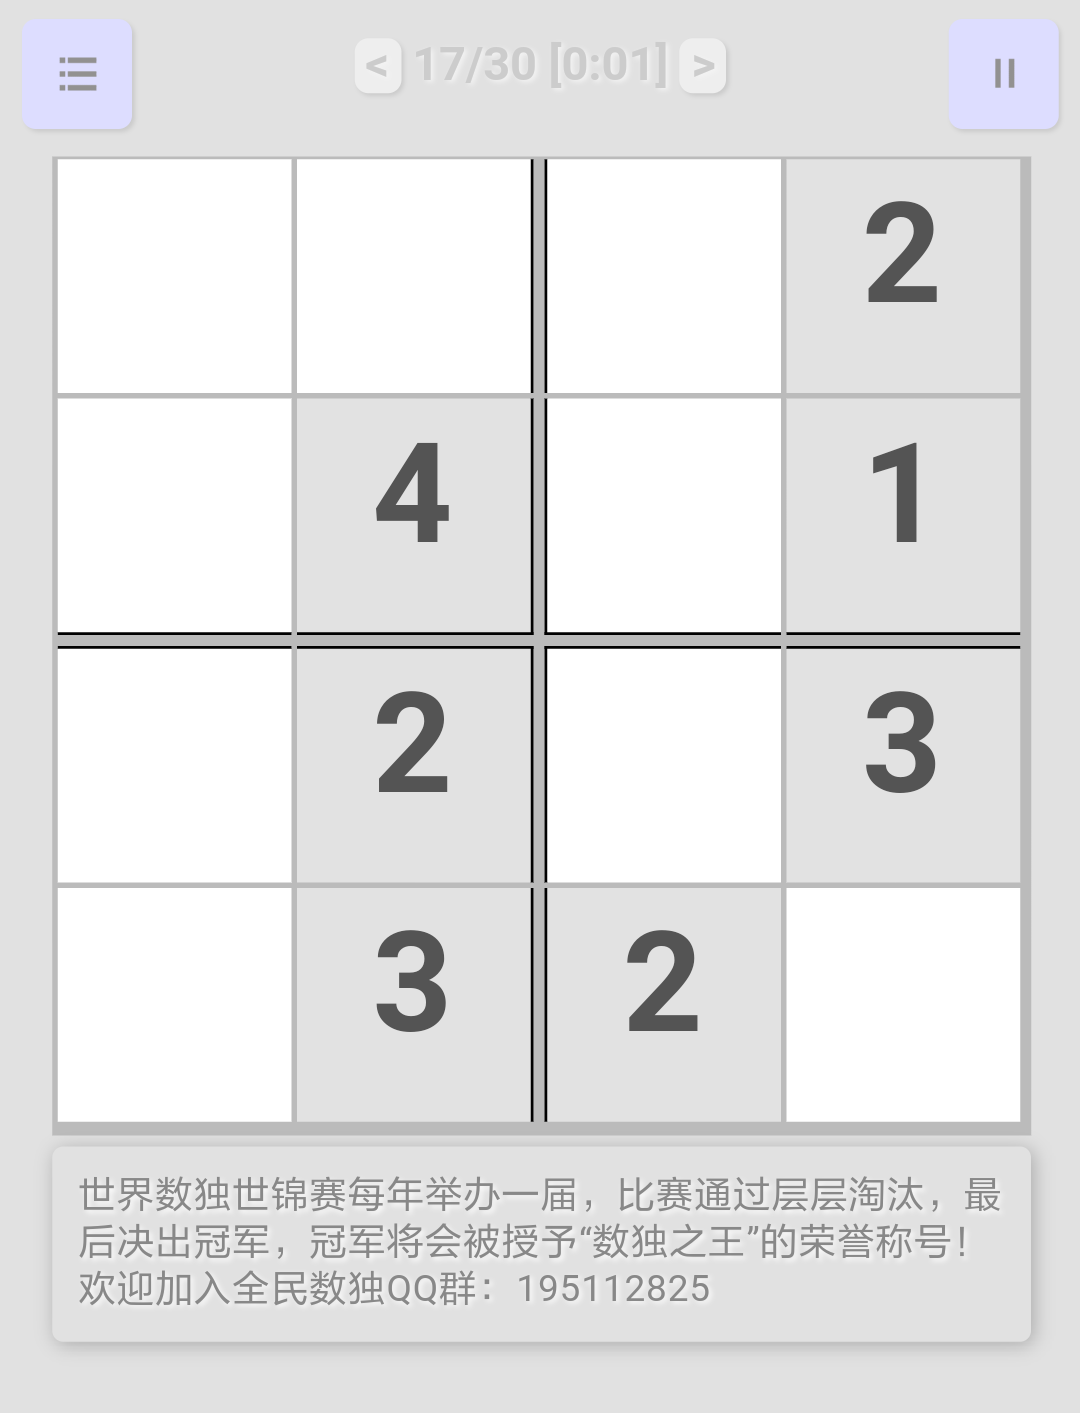 < 17/30 [0:01] >
2
4 1
2 3
3 2
世界数独世锦赛每年举办一届，比赛通过层层淘汰，最
后决出冠军，冠军将会被授予“数独之王”的荣誉称号！
欢迎加入全民数独QQ群：195112825